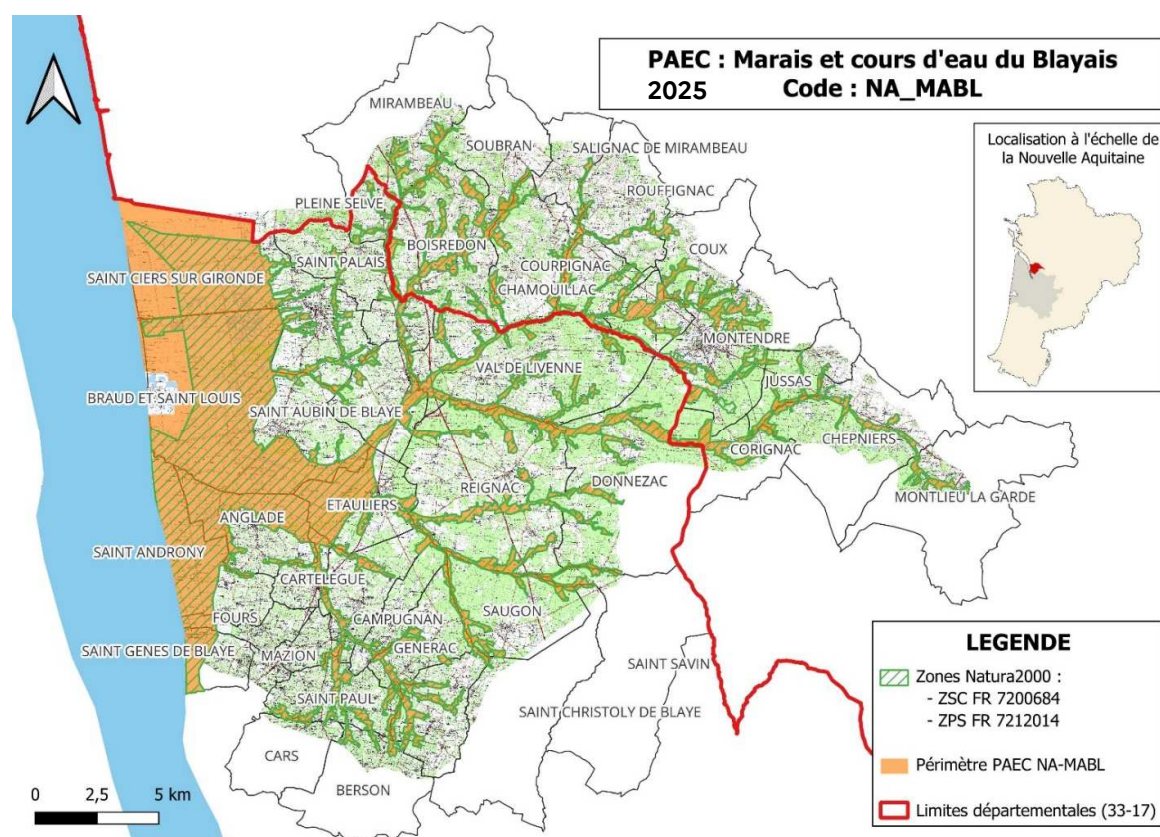 PAEC : Marais et cours d'eau du Blayais
2025 Code : NA_MABL
Localisation à l'échelle de
la Nouvelle Aquitaine
MIRAMBEAU
SOUBRAN
SALIGNAC DE MIRAMBEAU
ROUFFIGNAC
PLEINE SELVE
BOISREDON
COUX
SAINT PALAIS
COURPIGNAC
SAINT CIERS SUR GIRONDE
CHAMOUILLAC
MONTENDRE
VAL DE LIVENNE
JUSSAS
BRAUD ET SAINT LOUIS
SAINT AUBIN DE BLAYE
CHEPNIERS
CORIGNAC
DONNEZAC
REIGNAC
MONTLIEU LA GARDE
ETAULIERS
ANGLADE
SAINT ANDRONY
CARTELEGUE
SAUGON
FOURS
CAMPUGNAN
GENERAC
SAINT GENES DE BLAYE
MAZION
SAINT SAVIN
SAINT PAUL
SAINT CHRISTOLY DE BLAYE
CARS
BERSON
LEGENDE
Zones Natura2000 :
- ZSC FR 7200684
- ZPS FR 7212014
Périmètre PAEC NA-MABL
Limites départementales (33-17)
0 2,5 5 km